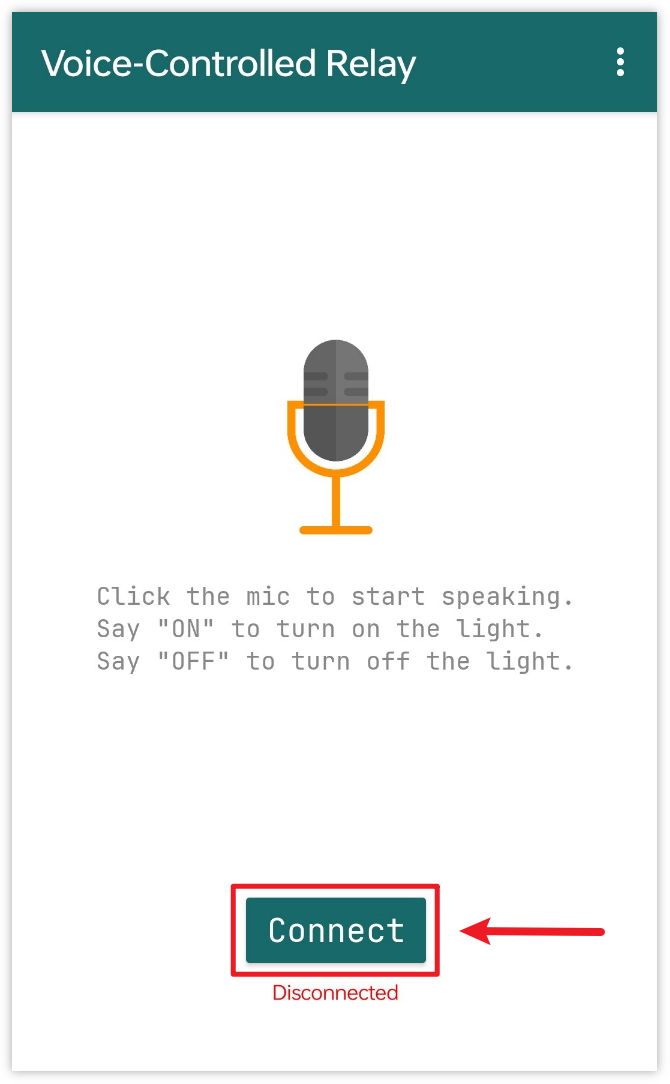 Voice-Controlled Relay
Click the mic to start speaking.
Say "ON" to turn on the light.
Say "OFF" to turn off the light.
Connect
Disconnected